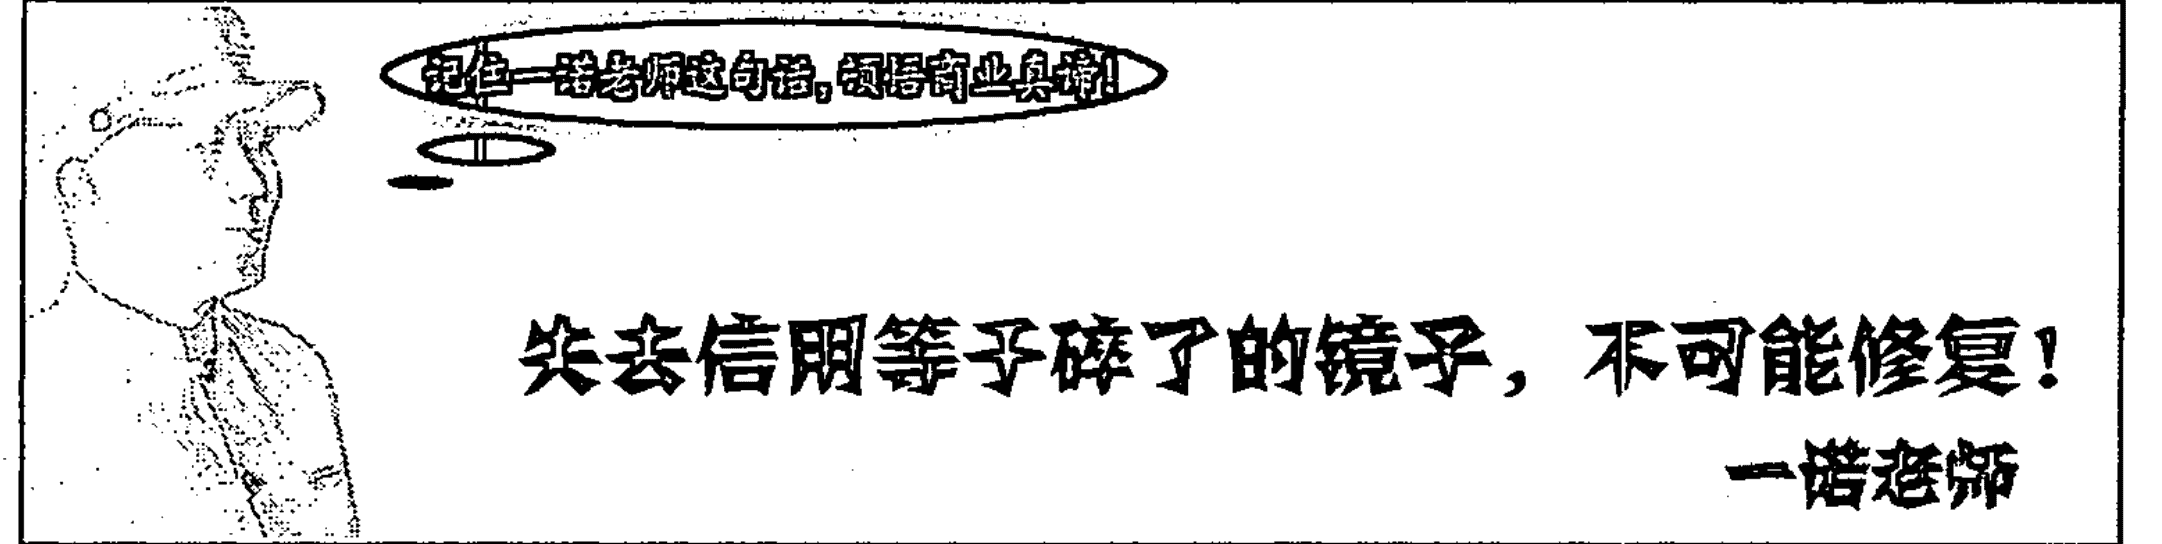 记住一诺老师这句话，领悟商业真谛！
失去信用等于碎了的镜子，不可能修复！
一诺老师